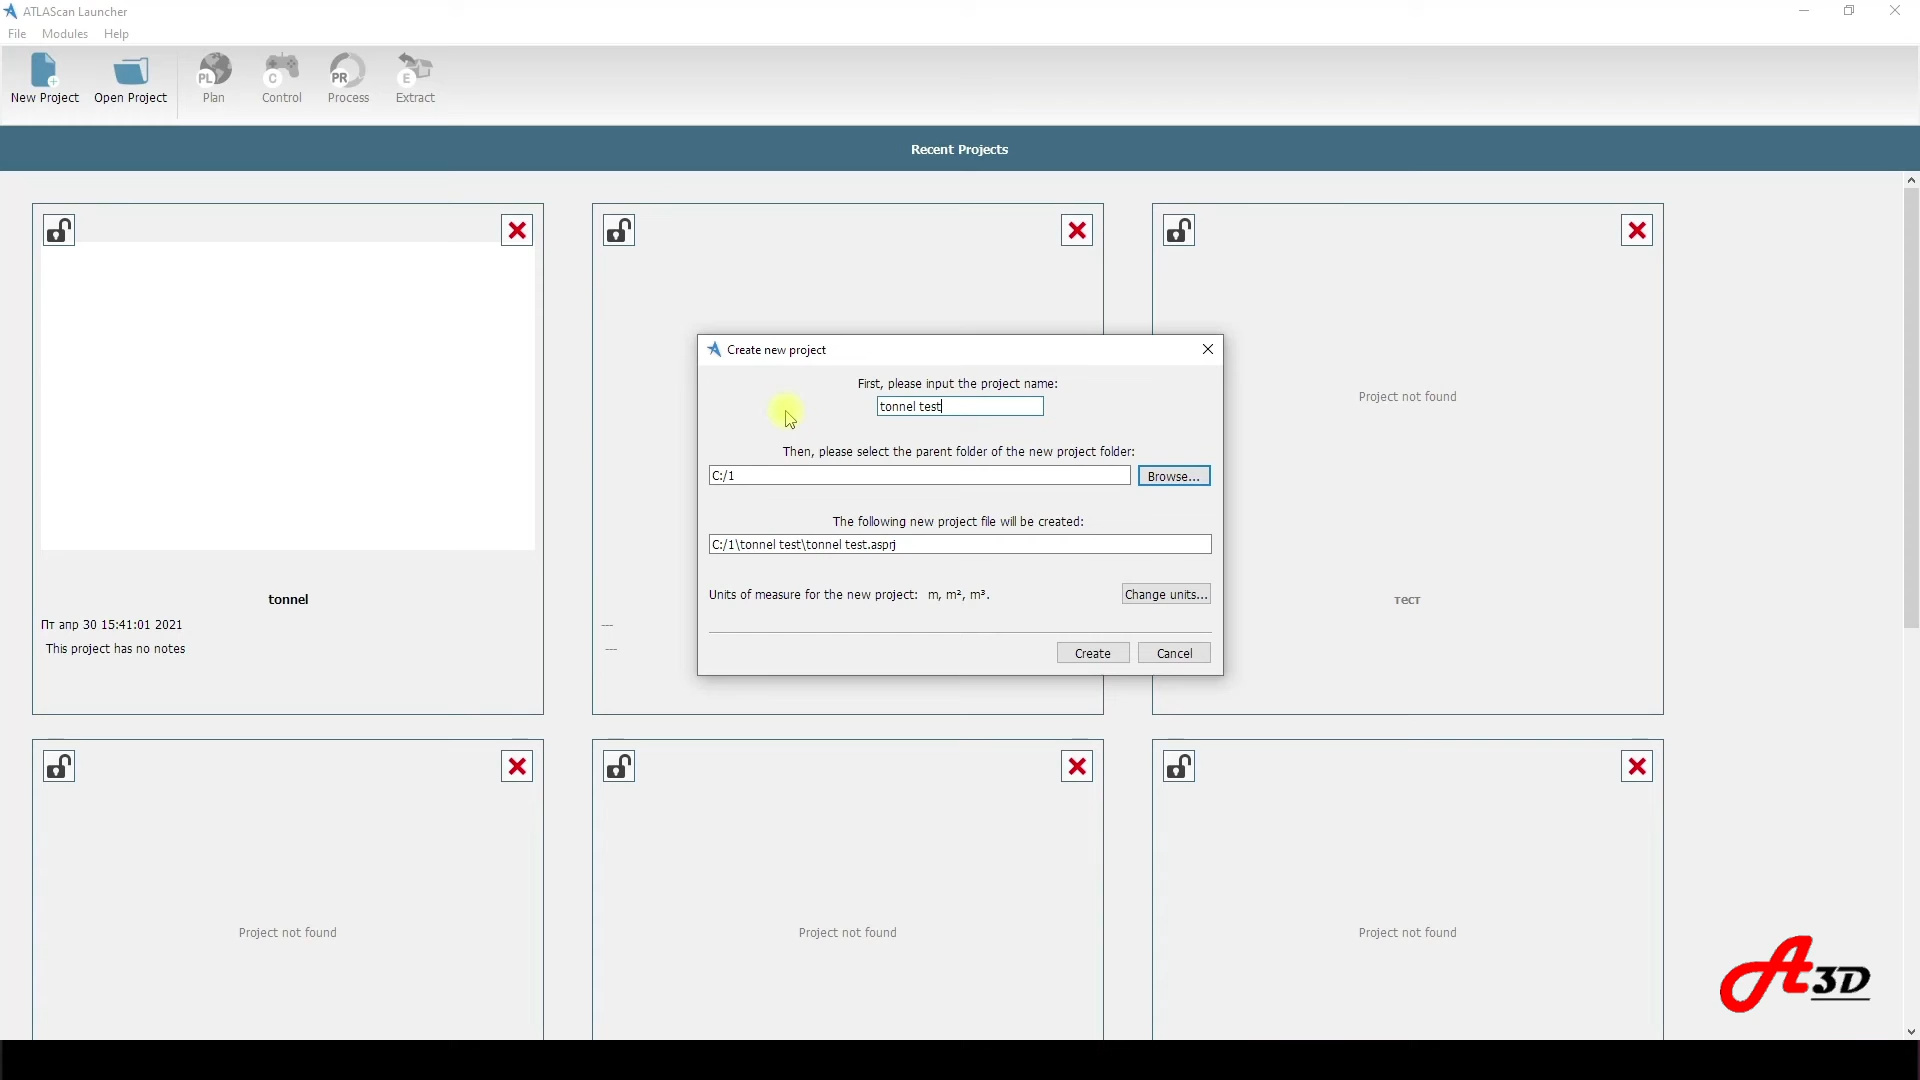 ATLAScan Launcher
File Modules Help
New Project Open Project PL Plan C Control PR Process E Extract
Recent Projects
Project not found
tonnel
Пт апр 30 15:41:01 2021
This project has no notes
---
---
тест
Create new project
First, please input the project name:
tonnel test
Then, please select the parent folder of the new project folder:
C:/1 Browse...
The following new project file will be created:
C:/1\tonnel test\tonnel test.asprj
Units of measure for the new project: m, m², m³. Change units...
Create Cancel
Project not found Project not found Project not found
A3D